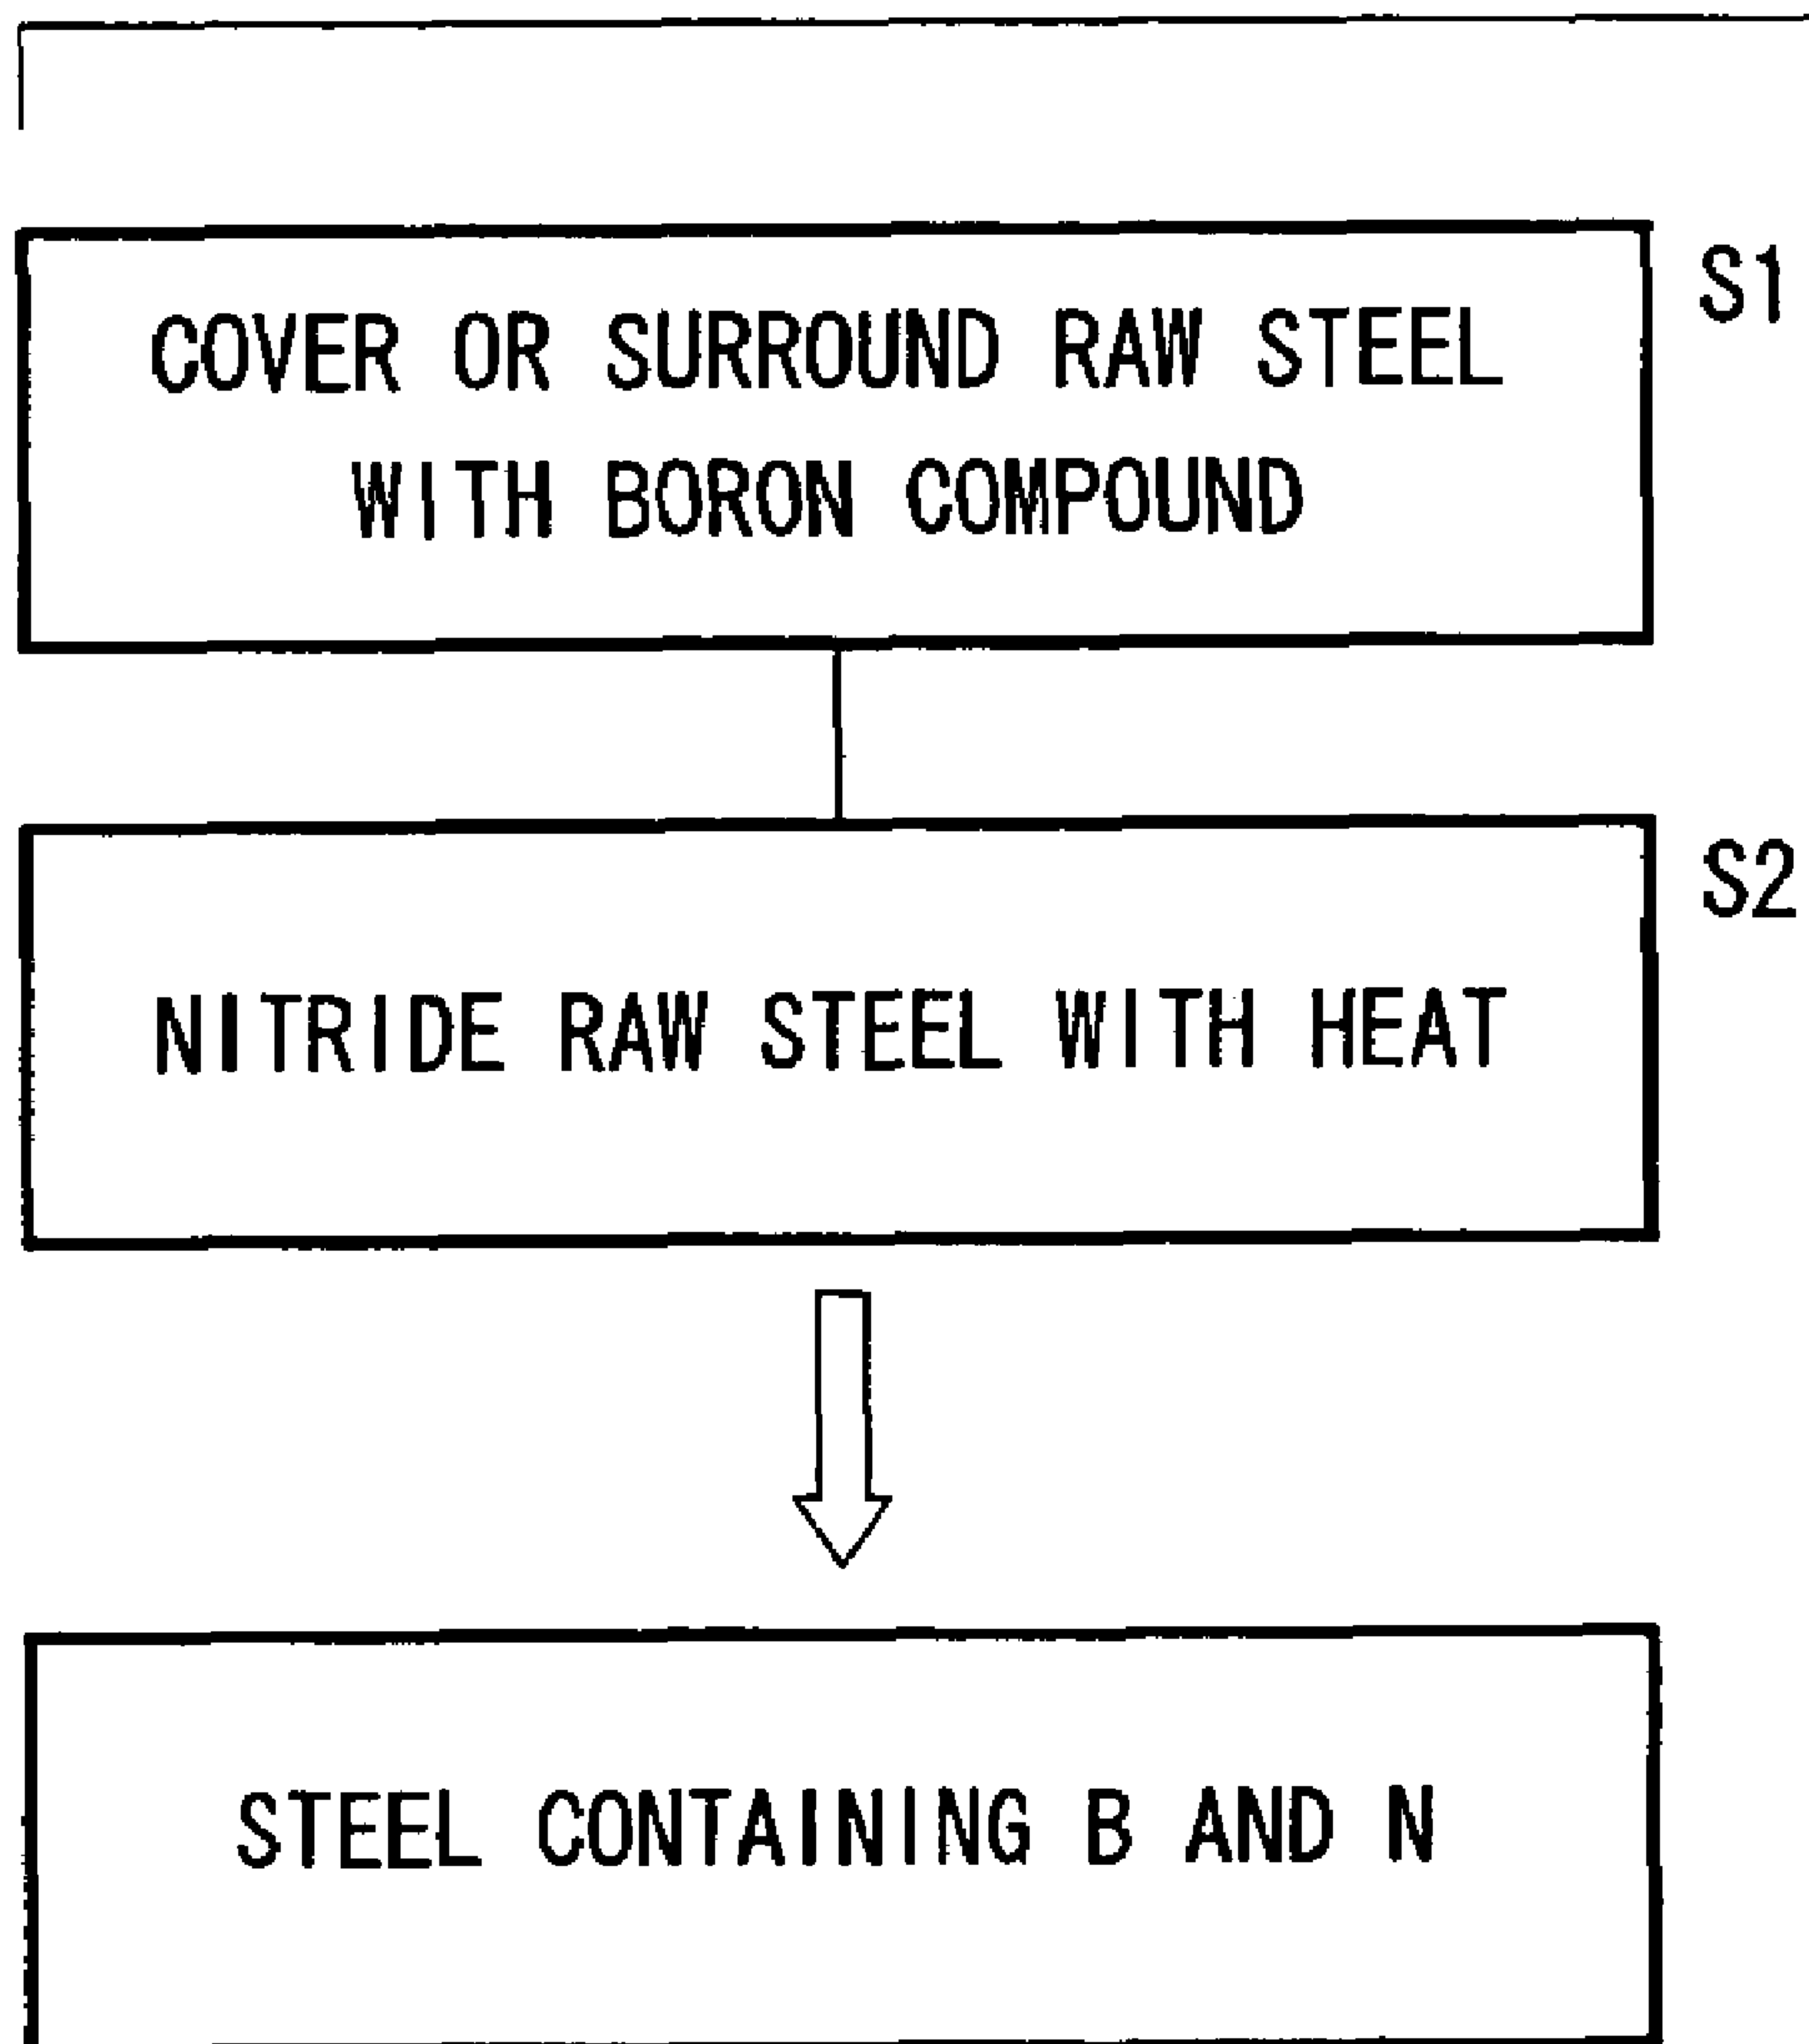 COVER OR SURROUND RAW STEEL
WITH BORON COMPOUND
S1
NITRIDE RAW STEEL WITH HEAT
S2
STEEL CONTAINING B AND N